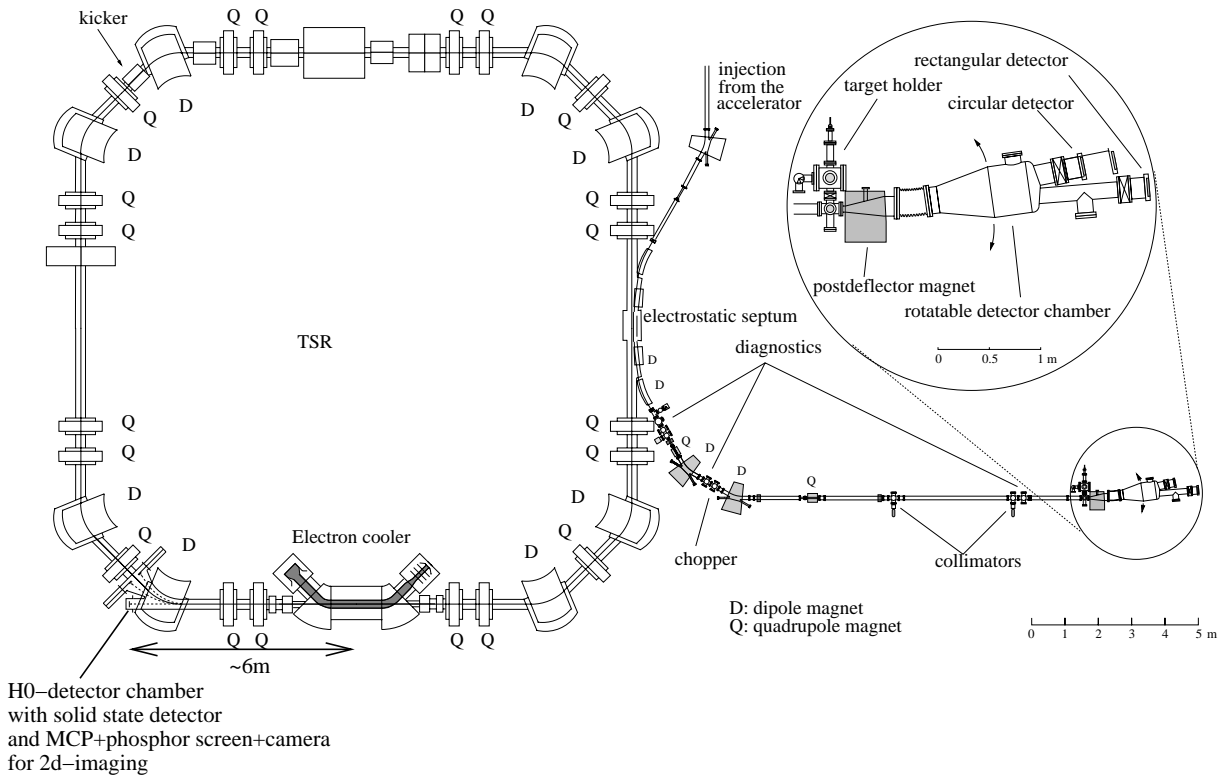 kicker
Q Q
Q Q
D
D
Q
Q
D
D
injection
from the
accelerator
rectangular detector
target holder
circular detector
Q
Q
Q
Q
postdeflector magnet
rotatable detector chamber
0 0.5 1 m
TSR
electrostatic septum
diagnostics
D
D
Q
Q
Q
Q
Q
D
D
Q
chopper
collimators
D
D
Q
D
Q
D
Electron cooler
D: dipole magnet
Q: quadrupole magnet
0 1 2 3 4 5 m
Q Q
Q Q
~6m
H0−detector chamber
with solid state detector
and MCP+phosphor screen+camera
for 2d−imaging